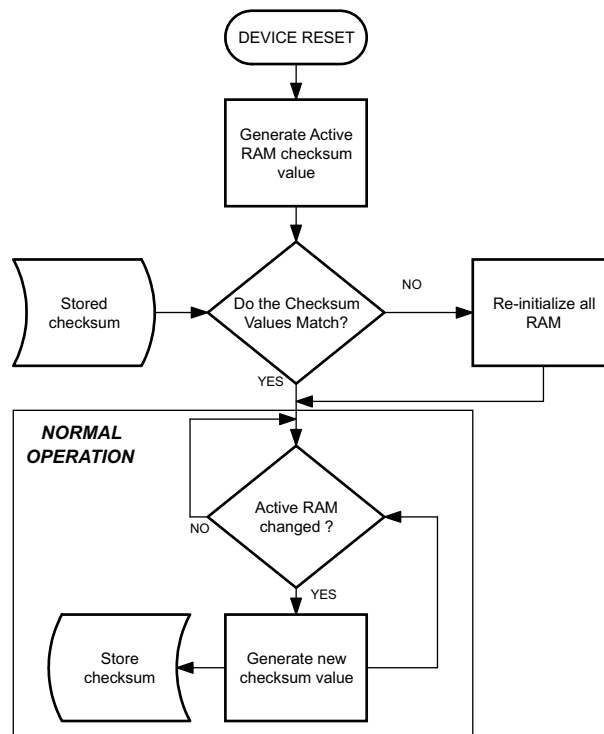 DEVICE RESET
Generate Active
RAM checksum
value
Stored
checksum
Do the Checksum
Values Match?
NO
Re-initialize all
RAM
YES
NORMAL
OPERATION
Active RAM
changed ?
NO
YES
Store
checksum
Generate new
checksum value